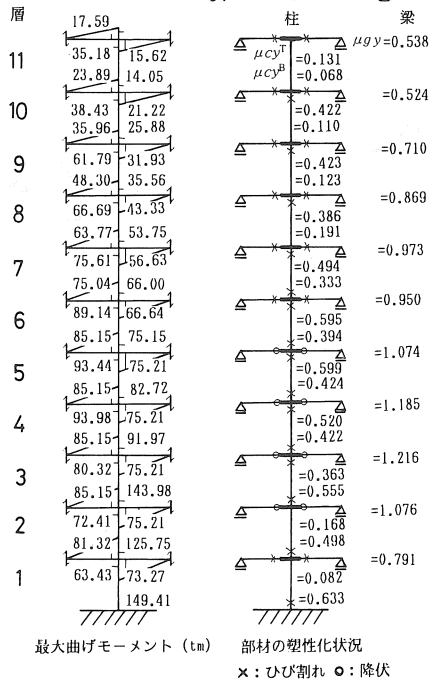 層 柱 梁
17.59
μcyᵀ μgy=0.538
11 35.18 15.62 =0.131
μcyᴮ =0.068
23.89 14.05
=0.524
10 38.43 21.22 =0.422
35.96 25.88 =0.110
=0.710
9 61.79 31.93 =0.423
48.30 35.56 =0.123
=0.869
8 66.69 43.33 =0.386
63.77 53.75 =0.191
=0.973
7 75.61 56.63 =0.494
75.04 66.00 =0.333
=0.950
6 89.14 66.64 =0.595
85.15 75.15 =0.394
=1.074
5 93.44 75.21 =0.599
85.15 82.72 =0.424
=1.185
4 93.98 75.21 =0.520
85.15 91.97 =0.422
=1.216
3 80.32 75.21 =0.363
85.15 143.98 =0.555
=1.076
2 72.41 75.21 =0.168
81.32 125.75 =0.498
=0.791
1 63.43 73.27 =0.082
149.41 =0.633
最大曲げモーメント (tm) 部材の塑性化状況
×:ひび割れ o:降伏